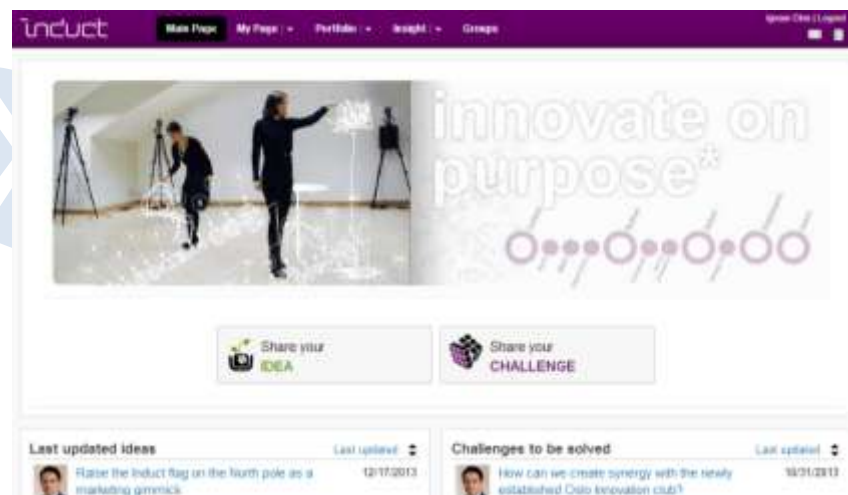 induct
Main Page My Page Portfolio Insight Groups
Logout
innovate on
purpose*
Share your
IDEA
Share your
CHALLENGE
Last updated ideas Last updated
Raise the Induct flag on the North pole as a 12/17/2013
marketing gimmick
Challenges to be solved Last updated
How can we create synergy with the newly 10/31/2013
established Oslo Innovation club?